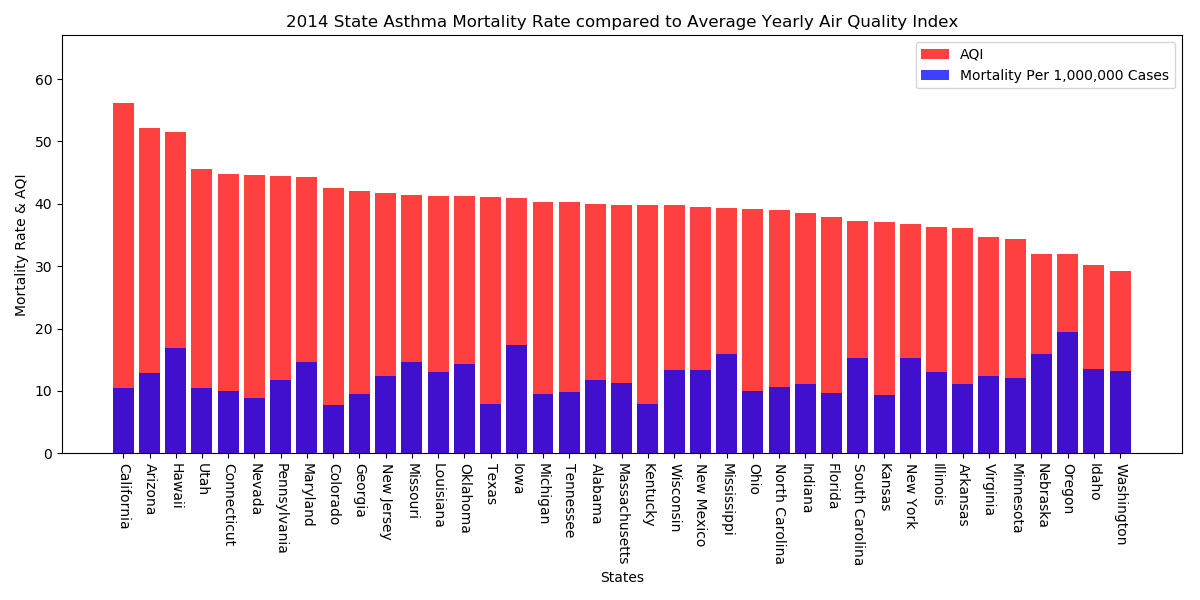 2014 State Asthma Mortality Rate compared to Average Yearly Air Quality Index
AQI
Mortality Per 1,000,000 Cases
Mortality Rate & AQI
60
50
40
30
20
10
0
California
Arizona
Hawaii
Utah
Connecticut
Nevada
Pennsylvania
Maryland
Colorado
Georgia
New Jersey
Missouri
Louisiana
Oklahoma
Texas
Iowa
Michigan
Tennessee
Alabama
Massachusetts
Kentucky
Wisconsin
New Mexico
Mississippi
Ohio
North Carolina
Indiana
Florida
South Carolina
Kansas
New York
Illinois
Arkansas
Virginia
Minnesota
Nebraska
Oregon
Idaho
Washington
States